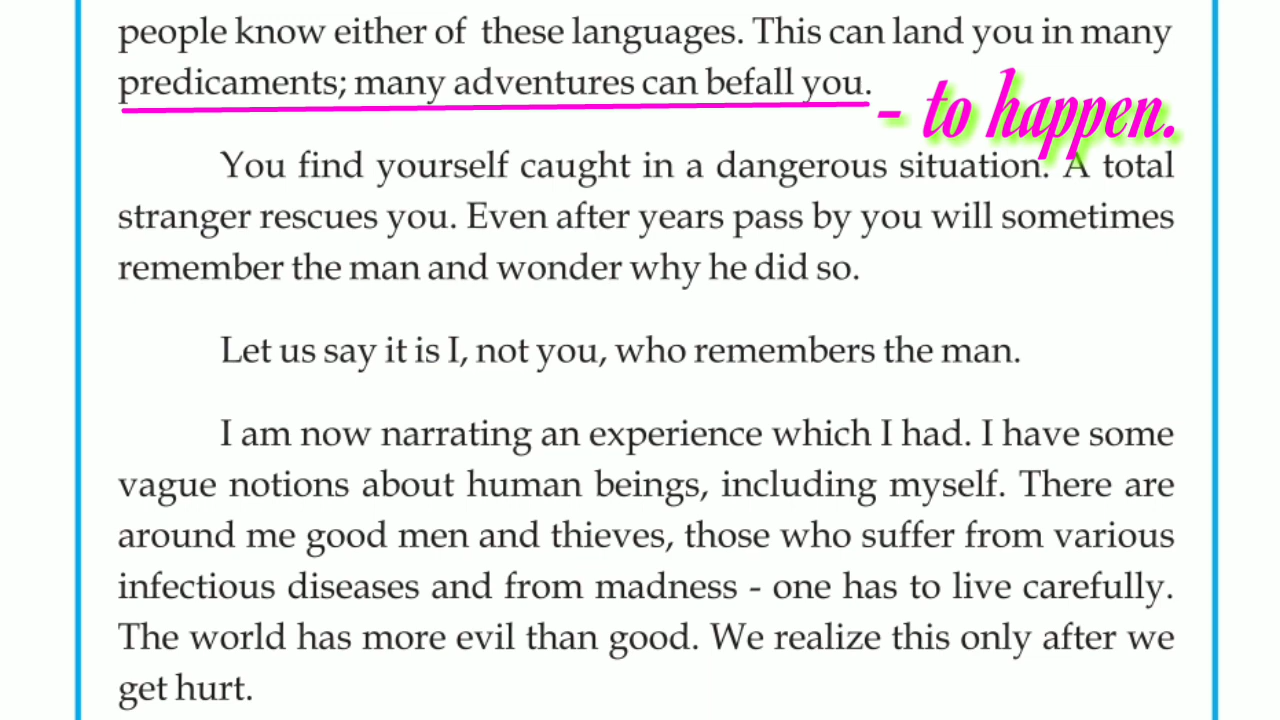 people know either of these languages. This can land you in many
predicaments; many adventures can befall you.
- to happen.
You find yourself caught in a dangerous situation. A total
stranger rescues you. Even after years pass by you will sometimes
remember the man and wonder why he did so.
Let us say it is I, not you, who remembers the man.
I am now narrating an experience which I had. I have some
vague notions about human beings, including myself. There are
around me good men and thieves, those who suffer from various
infectious diseases and from madness - one has to live carefully.
The world has more evil than good. We realize this only after we
get hurt.